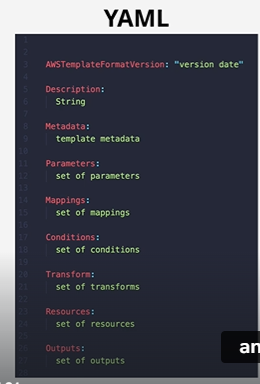 YAML
AWSTemplateFormatVersion: "version date"
Description:
String
Metadata:
template metadata
Parameters:
set of parameters
Mappings:
set of mappings
Conditions:
set of conditions
Transform:
set of transforms
Resources:
set of resources
Outputs:
set of outputs
an